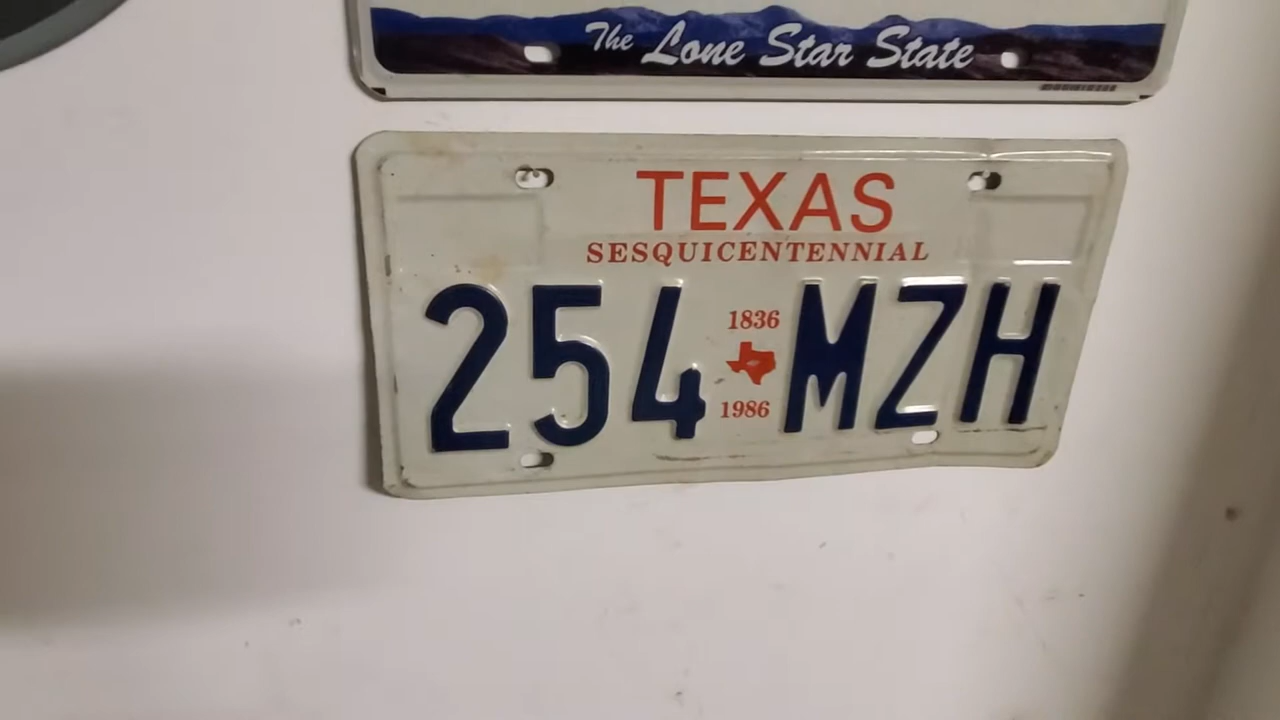 The Lone Star State
TEXAS
SESQUICENTENNIAL
254 MZH
1836
1986